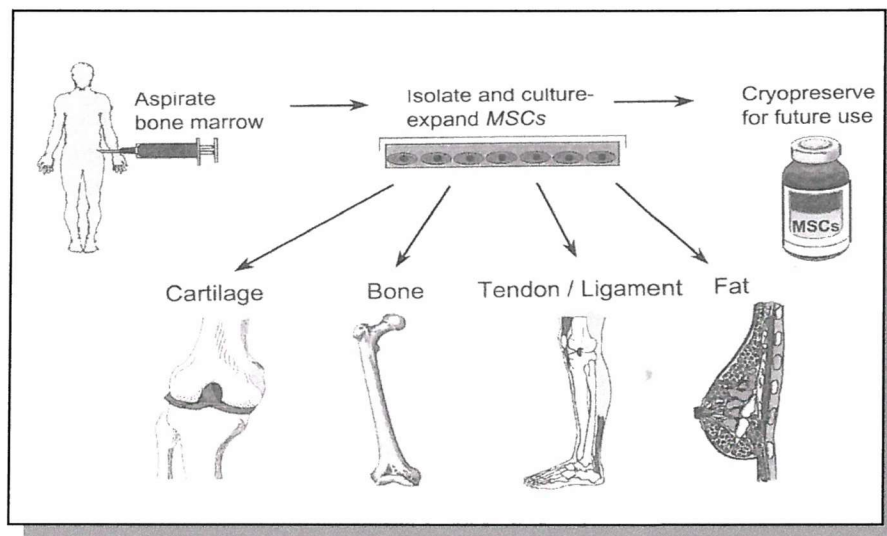 Aspirate
bone marrow
Isolate and culture-
expand MSCs
Cryopreserve
for future use
MSCs
Cartilage
Bone
Tendon / Ligament
Fat